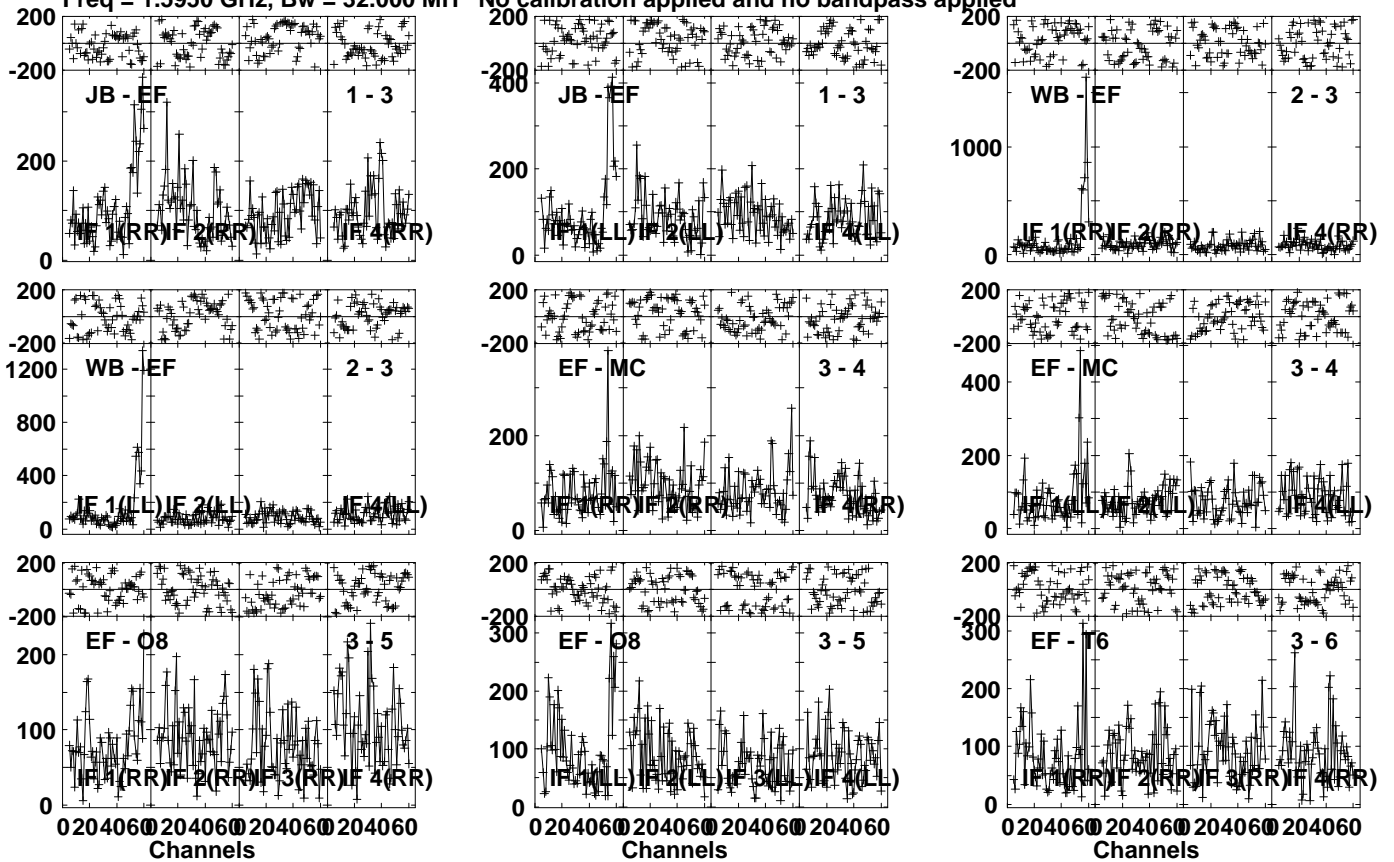 Freq = 1.5950 GHz, Bw = 32.000 MH No calibration applied and no bandpass applied
200
-200
JB - EF 1 - 3
200
0
IF 1(RR) IF 2(RR) IF 4(RR)
200
-200
400
JB - EF 1 - 3
200
0
IF 1(LL) IF 2(LL) IF 4(LL)
200
-200
WB - EF 2 - 3
1000
0
IF 1(RR) IF 2(RR) IF 4(RR)
200
-200
1200
WB - EF 2 - 3
800
400
0
IF 1(LL) IF 2(LL) IF 4(LL)
200
-200
EF - MC 3 - 4
200
0
IF 1(RR) IF 2(RR) IF 4(RR)
200
-200
EF - MC 3 - 4
400
200
0
IF 1(LL) IF 2(LL) IF 4(LL)
200
-200
EF - O8 3 - 5
200
100
0
IF 1(RR) IF 2(RR) IF 3(RR) IF 4(RR)
0 20 40 60 0 20 40 60 0 20 40 60 0 20 40 60
Channels
200
-200
300
EF - O8 3 - 5
200
100
0
IF 1(LL) IF 2(LL) IF 3(LL) IF 4(LL)
0 20 40 60 0 20 40 60 0 20 40 60 0 20 40 60
Channels
200
-200
300
EF - T6 3 - 6
200
100
0
IF 1(RR) IF 2(RR) IF 3(RR) IF 4(RR)
0 20 40 60 0 20 40 60 0 20 40 60 0 20 40 60
Channels